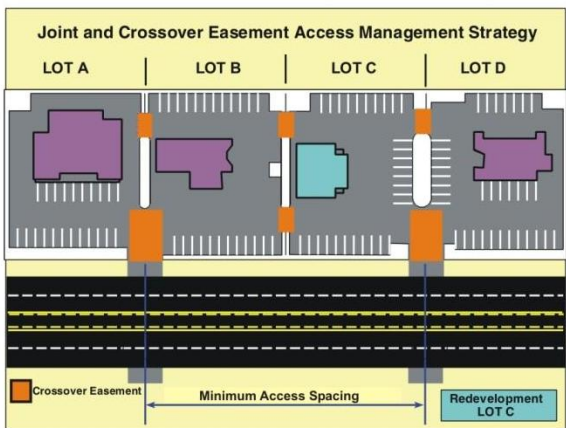 Joint and Crossover Easement Access Management Strategy
LOT A LOT B LOT C LOT D
Crossover Easement
Minimum Access Spacing
Redevelopment
LOT C